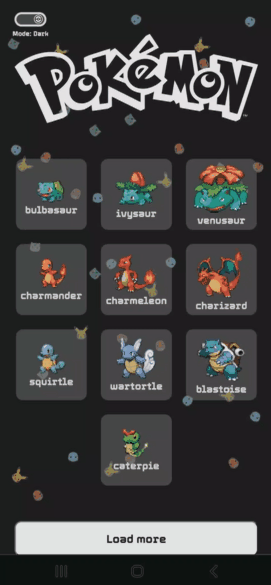 Mode: Dark
POKéMON
bulbasaur
ivysaur
venusaur
charmander
charmeleon
charizard
squirtle
wartortle
blastoise
caterpie
Load more